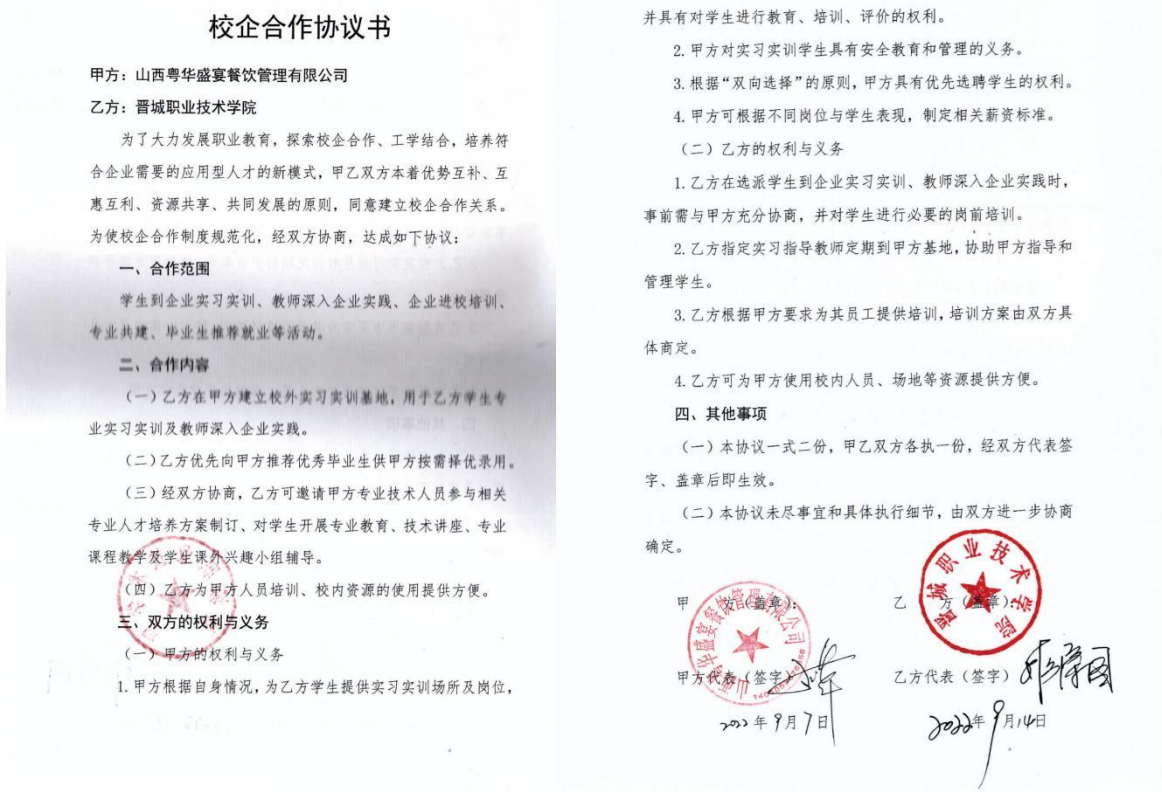 校企合作协议书
甲方：山西粤华盛宴餐饮管理有限公司
乙方：晋城职业技术学院
为了大力发展职业教育，探索校企合作、工学结合，培养符
合企业需要的应用型人才的新模式，甲乙双方本着优势互补、互
惠互利、资源共享、共同发展的原则，同意建立校企合作关系。
为使校企合作制度规范化，经双方协商，达成如下协议：
一、合作范围
学生到企业实习实训、教师深入企业实践、企业进校培训、
专业共建、毕业生推荐就业等活动。
二、合作内容
（一）乙方在甲方建立校外实习实训基地，用于乙方学生专
业实习实训及教师深入企业实践。
（二）乙方优先向甲方推荐优秀毕业生供甲方按需择优录用。
（三）经双方协商，乙方可邀请甲方专业技术人员参与相关
专业人才培养方案制订、对学生开展专业教育、技术讲座、专业
课程教学及学生课外兴趣小组辅导。
（四）乙方为甲方人员培训、校内资源的使用提供方便。
三、双方的权利与义务
（一）甲方的权利与义务
1.甲方根据自身情况，为乙方学生提供实习实训场所及岗位，
并具有对学生进行教育、培训、评价的权利。
2.甲方对实习实训学生具有安全教育和管理的义务。
3.根据“双向选择”的原则，甲方具有优先选聘学生的权利。
4.甲方可根据不同岗位与学生表现，制定相关薪资标准。
（二）乙方的权利与义务
1.乙方在选派学生到企业实习实训、教师深入企业实践时，
事前需与甲方充分协商，并对学生进行必要的岗前培训。
2.乙方指定实习指导教师定期到甲方基地，协助甲方指导和
管理学生。
3.乙方根据甲方要求为其员工提供培训，培训方案由双方具
体商定。
4.乙方可为甲方使用校内人员、场地等资源提供方便。
四、其他事项
（一）本协议一式二份，甲乙双方各执一份，经双方代表签
字、盖章后即生效。
（二）本协议未尽事宜和具体执行细节，由双方进一步协商
确定。
甲 方（盖章）：
乙 方（盖章）：
晋城职业技术学院
甲方代表（签字）
乙方代表（签字）
2022年9月7日
2022年9月14日